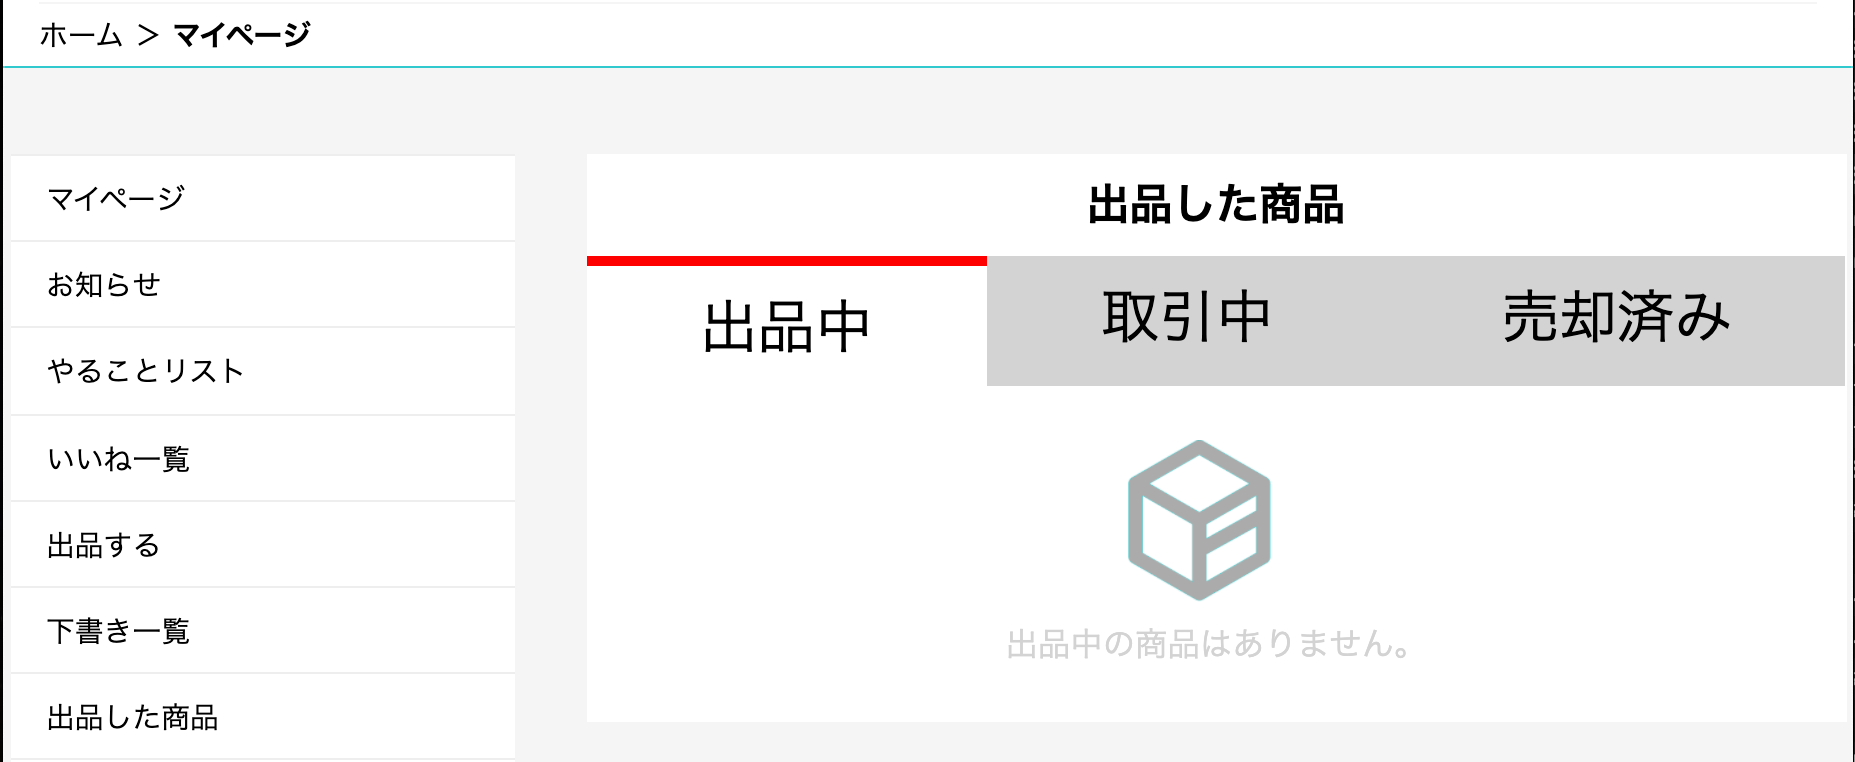 ホーム ＞ マイページ
マイページ
お知らせ
やることリスト
いいね一覧
出品する
下書き一覧
出品した商品
出品した商品
出品中 取引中 売却済み
出品中の商品はありません。